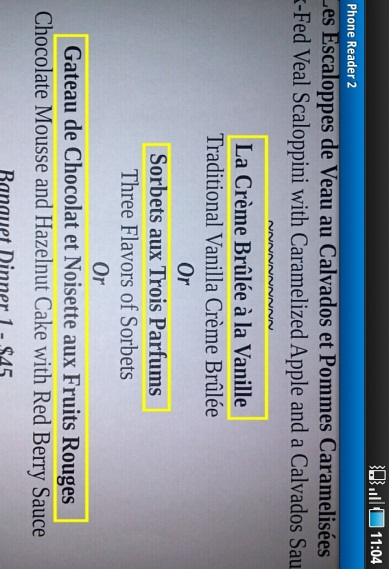 11:04
Phone Reader 2
Les Escaloppes de Veau au Calvados et Pommes Caramelisées
-Fed Veal Scaloppini with Caramelized Apple and a Calvados Sau
La Crème Brûlée à la Vanille
Traditional Vanilla Crème Brûlée
Or
Sorbets aux Trois Parfums
Three Flavors of Sorbets
Or
Gateau de Chocolat et Noisette aux Fruits Rouges
Chocolate Mousse and Hazelnut Cake with Red Berry Sauce
Banquet Dinner 1 - $45